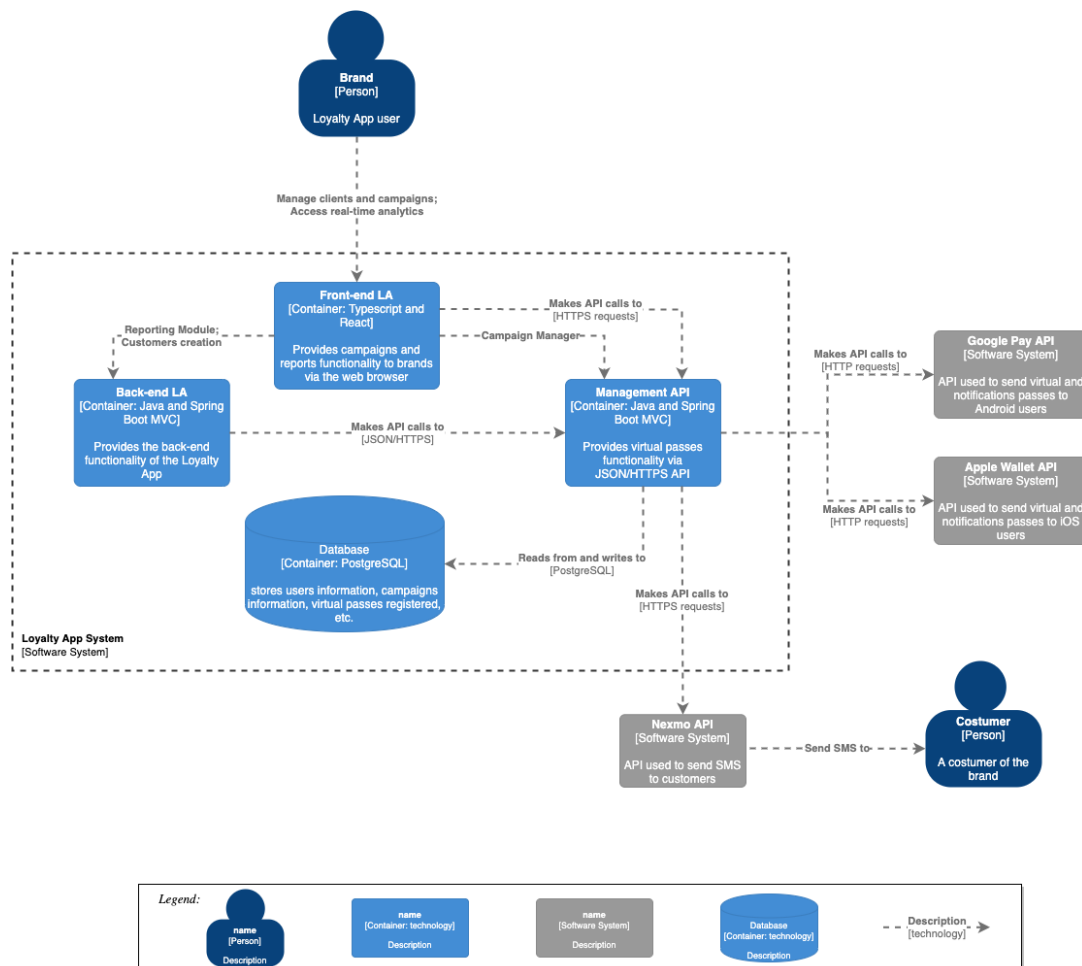 Brand
[Person]
Loyalty App user
Manage clients and campaigns;
Access real-time analytics
Front-end LA
[Container: Typescript and
React]
Provides campaigns and
reports functionality to brands
via the web browser
Makes API calls to
[HTTPS requests]
Campaign Manager
Reporting Module;
Customers creation
Back-end LA
[Container: Java and Spring
Boot MVC]
Provides the back-end
functionality of the Loyalty
App
Makes API calls to
[JSON/HTTPS]
Management API
[Container: Java and Spring
Boot MVC]
Provides virtual passes
functionality via
JSON/HTTPS API
Makes API calls to
[HTTP requests]
Google Pay API
[Software System]
API used to send virtual and
notifications passes to
Android users
Makes API calls to
[HTTP requests]
Apple Wallet API
[Software System]
API used to send virtual and
notifications passes to iOS
users
Database
[Container: PostgreSQL]
stores users information, campaigns
information, virtual passes registered,
etc.
Reads from and writes to
[PostgreSQL]
Makes API calls to
[HTTPS requests]
Loyalty App System
[Software System]
Nexmo API
[Software System]
API used to send SMS
to customers
Send SMS to
Costumer
[Person]
A costumer of the
brand
Legend:
name
[Person]
Description
name
[Container: technology]
Description
name
[Software System]
Description
Database
[Container: technology]
Description
Description
[technology]